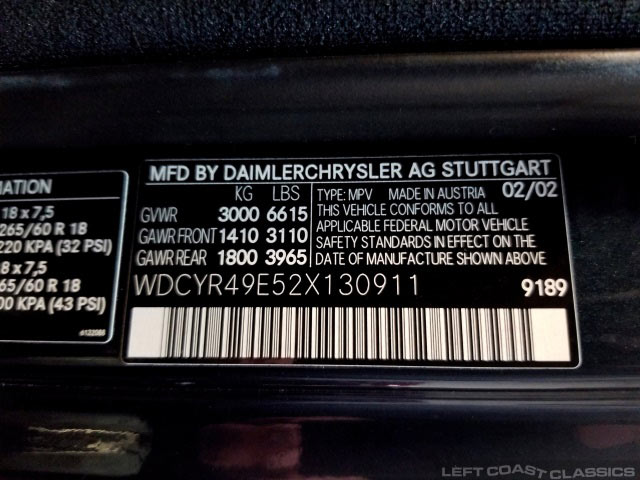 MATION
18 x 7,5
265/60 R 18
220 KPA (32 PSI)
8 x 7,5
65/60 R 18
00 KPA (43 PSI)
MFD BY DAIMLERCHRYSLER AG STUTTGART
KG LBS
GVWR 3000 6615
GAWR FRONT 1410 3110
GAWR REAR 1800 3965
TYPE: MPV MADE IN AUSTRIA 02/02
THIS VEHICLE CONFORMS TO ALL
APPLICABLE FEDERAL MOTOR VEHICLE
SAFETY STANDARDS IN EFFECT ON THE
DATE OF MANUFACTURE SHOWN ABOVE
WDCYR49E52X130911
9189
LEFT COAST CLASSICS